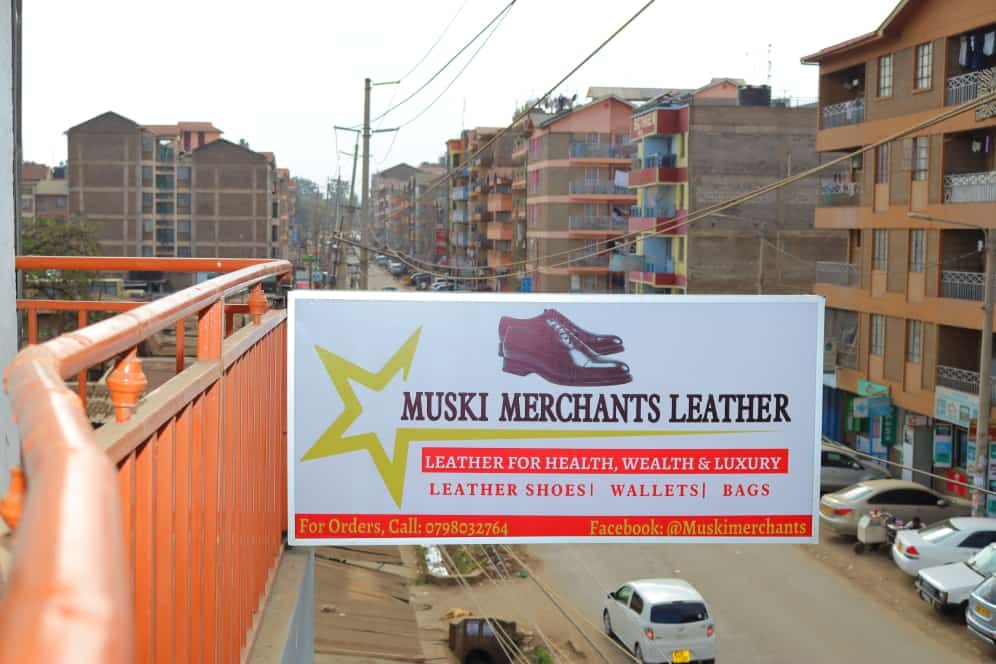 MUSKI MERCHANTS LEATHER
LEATHER FOR HEALTH, WEALTH & LUXURY
LEATHER SHOES| WALLETS| BAGS
For Orders, Call: 0798032764 Facebook: @Muskimerchants